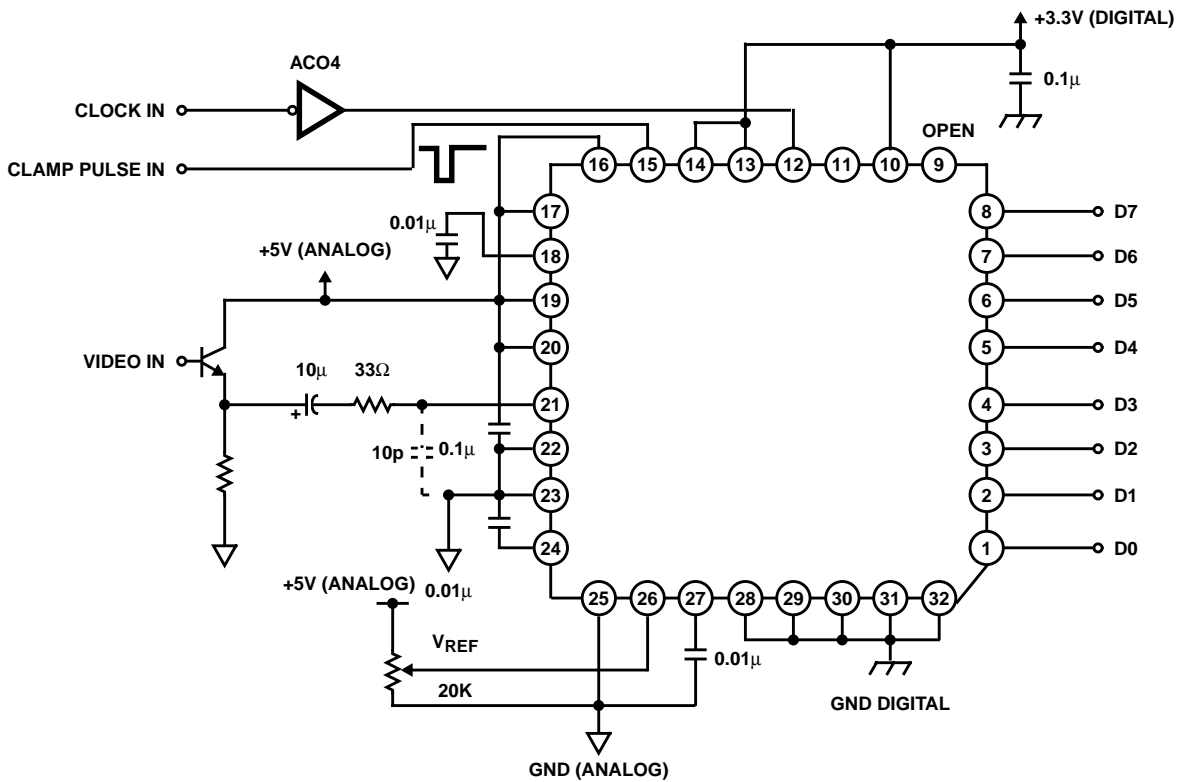 +3.3V (DIGITAL)
ACO4
0.1μ
CLOCK IN
OPEN
CLAMP PULSE IN
16 15 14 13 12 11 10 9
17
8 D7
0.01μ
18
7 D6
+5V (ANALOG)
19
6 D5
20
5 D4
VIDEO IN
10μ 33Ω
+
21
4 D3
10p 0.1μ
22
3 D2
23
2 D1
24
1 D0
+5V (ANALOG) 0.01μ
25 26 27 28 29 30 31 32
VREF
0.01μ
20K
GND DIGITAL
GND (ANALOG)